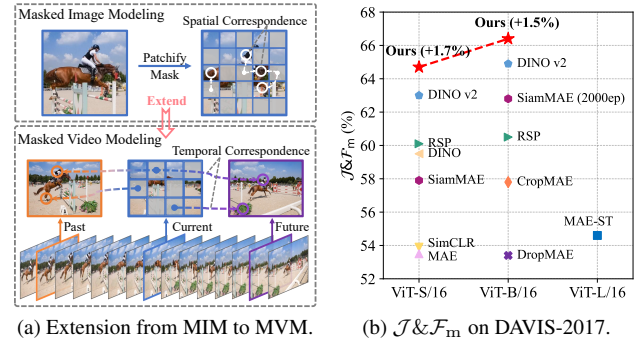 Masked Image Modeling
Spatial Correspondence
Patchify
Mask
Extend
Masked Video Modeling
Temporal Correspondence
Past
Current
Future
(a) Extension from MIM to MVM.
𝒥&ℱm (%)
68
66
64
62
60
58
56
54
52
Ours (+1.7%)
Ours (+1.5%)
DINO v2
DINO v2
SiamMAE (2000ep)
RSP
DINO
RSP
SiamMAE
CropMAE
MAE-ST
SimCLR
MAE
DropMAE
ViT-S/16
ViT-B/16
ViT-L/16
(b) 𝒥&ℱm on DAVIS-2017.